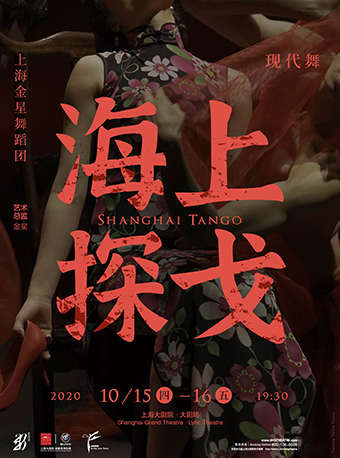 上海金星舞蹈团
艺术总监
金星
现代舞
海上
SHANGHAI TANGO
探戈
2020 10/15 四 — 16 五 19:30
上海大剧院 · 大剧场
Shanghai Grand Theatre · Lyric Theatre